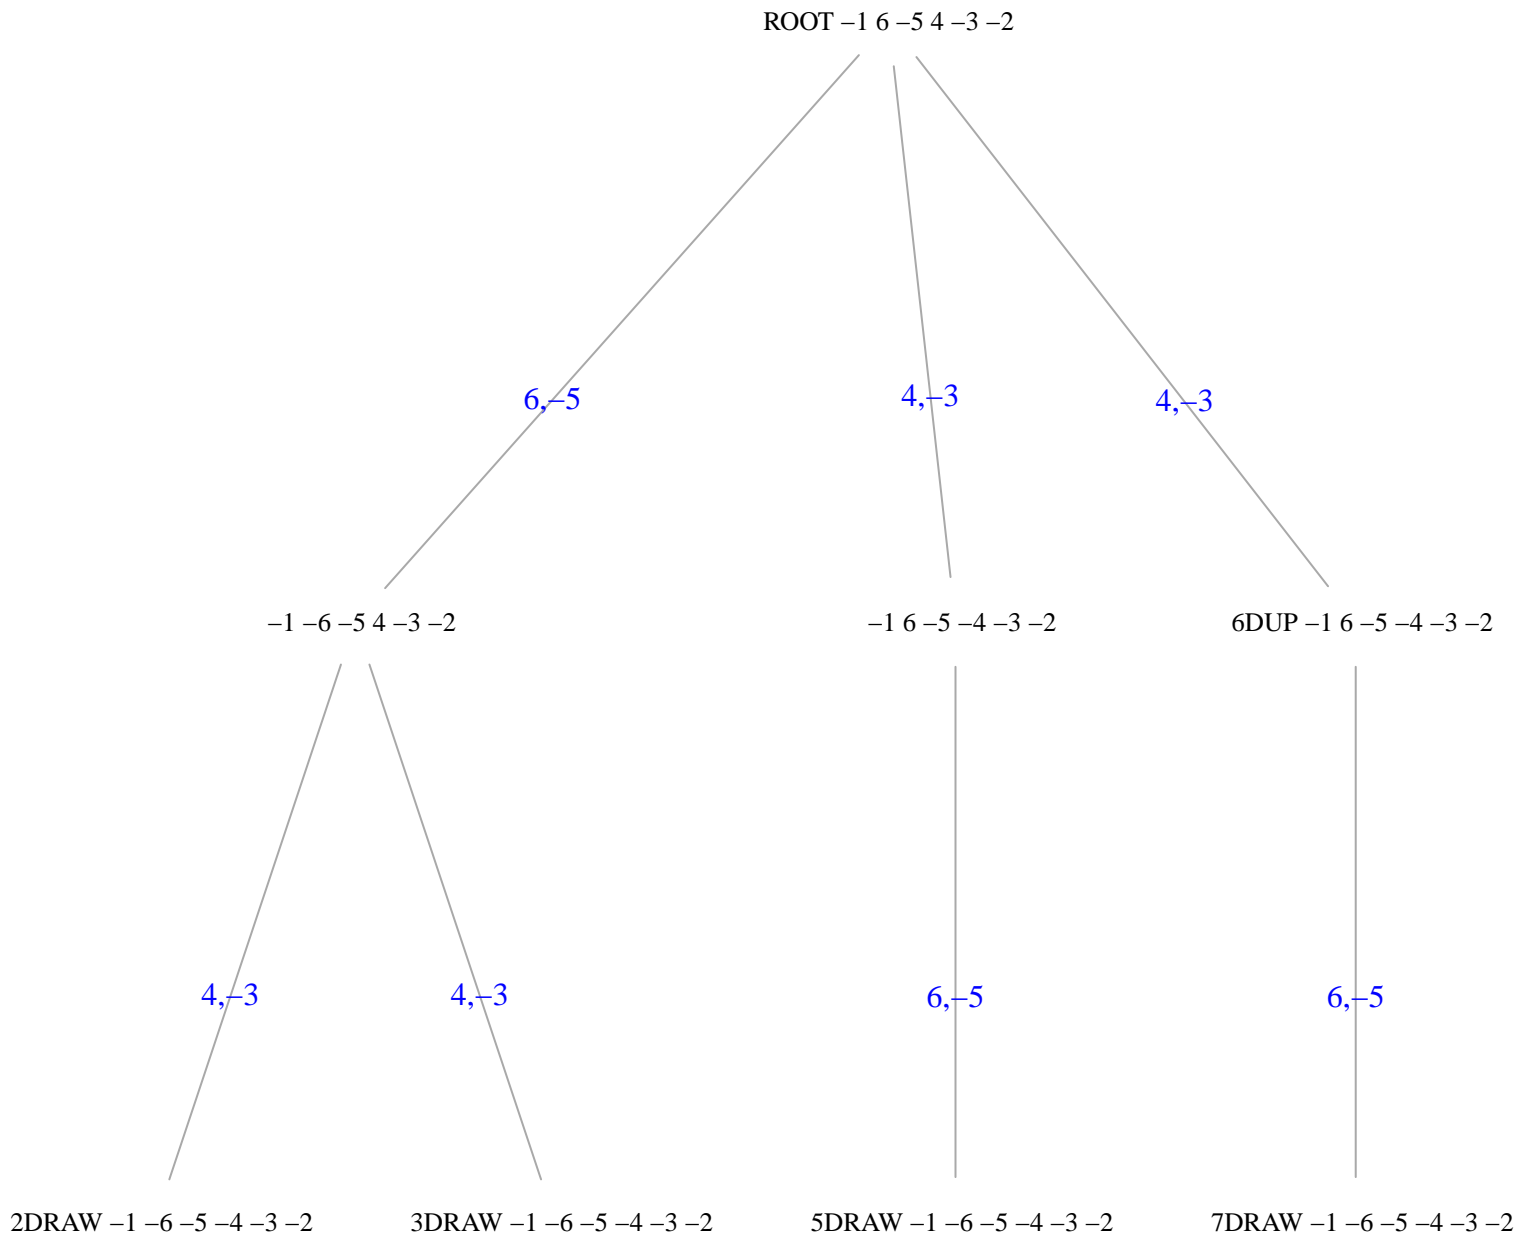 ROOT –1 6 –5 4 –3 –2
6,–5
4,–3
4,–3
–1 –6 –5 4 –3 –2
–1 6 –5 –4 –3 –2
6DUP –1 6 –5 –4 –3 –2
4,–3
4,–3
6,–5
6,–5
2DRAW –1 –6 –5 –4 –3 –2
3DRAW –1 –6 –5 –4 –3 –2
5DRAW –1 –6 –5 –4 –3 –2
7DRAW –1 –6 –5 –4 –3 –2